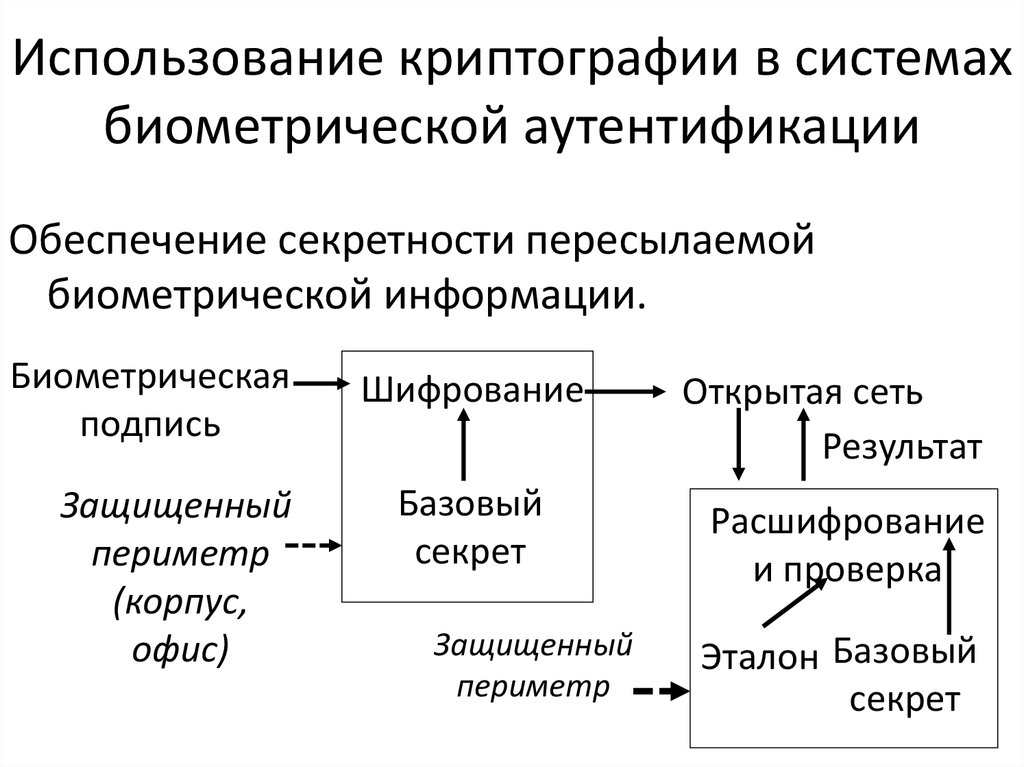 Использование криптографии в системах
биометрической аутентификации
Обеспечение секретности пересылаемой
биометрической информации.
Биометрическая
подпись
Шифрование
Открытая сеть
Результат
Защищенный
периметр
(корпус,
офис)
Базовый
секрет
Расшифрование
и проверка
Защищенный
периметр
Эталон
Базовый
секрет